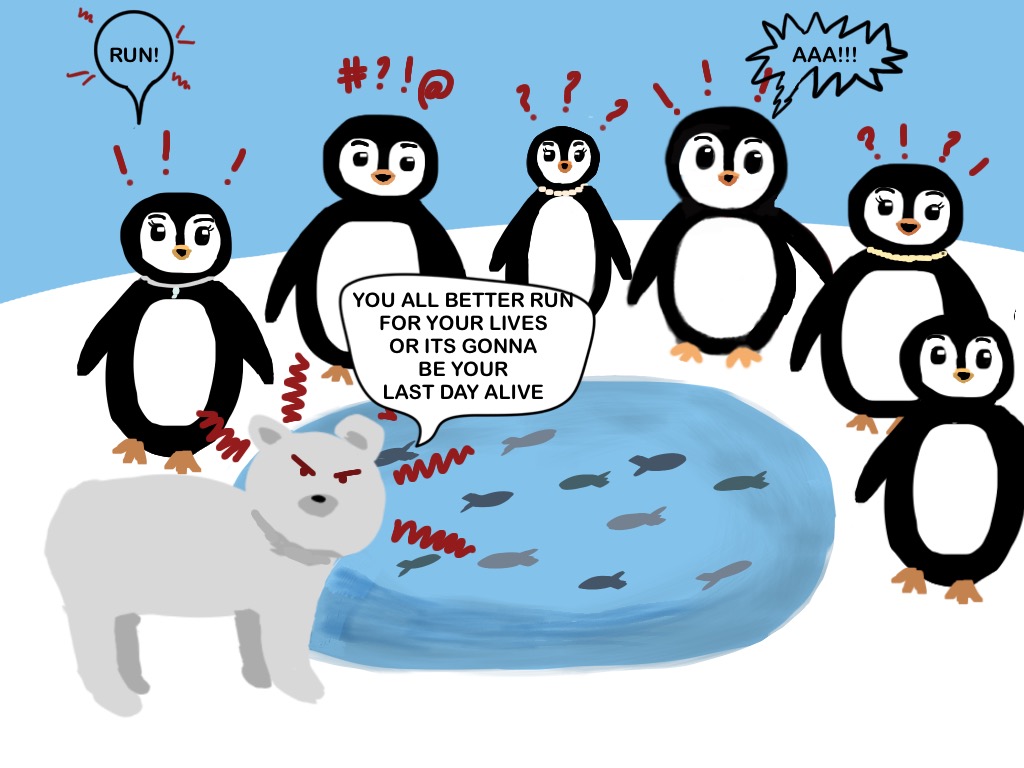 RUN!
AAA!!!
#?!@
! ! !
? ? ?
! ! !
? ! ? !
YOU ALL BETTER RUN
FOR YOUR LIVES
OR ITS GONNA
BE YOUR
LAST DAY ALIVE